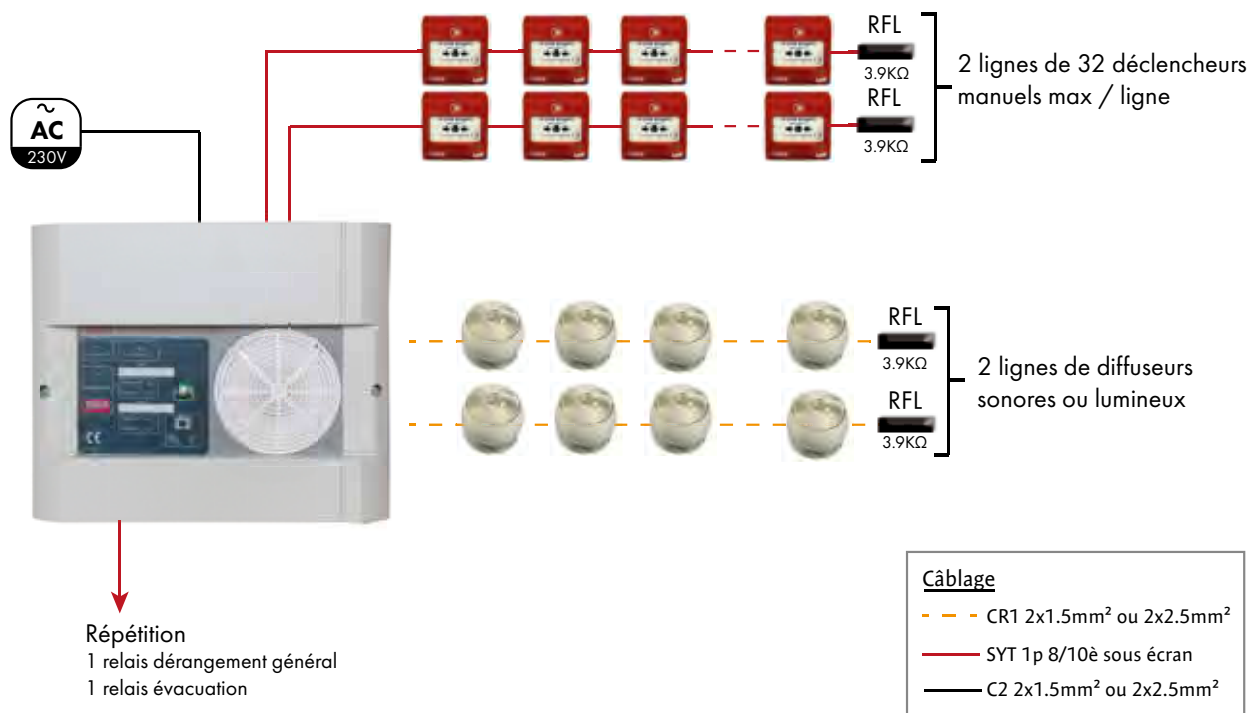 RFL
3.9KΩ
2 lignes de 32 déclencheurs
manuels max / ligne
RFL
3.9KΩ
AC
230V
RFL
3.9KΩ
2 lignes de diffuseurs
sonores ou lumineux
RFL
3.9KΩ
CE
Répétition
1 relais dérangement général
1 relais évacuation
Câblage
CR1 2x1.5mm² ou 2x2.5mm²
SYT 1p 8/10è sous écran
C2 2x1.5mm² ou 2x2.5mm²